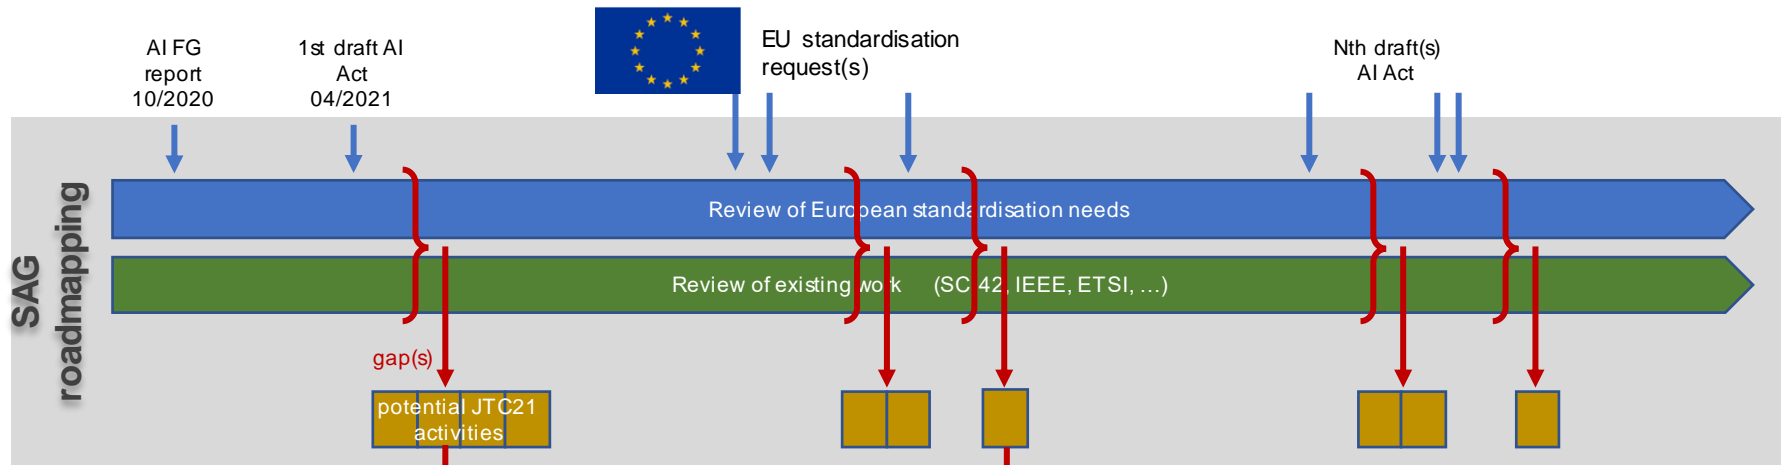 AI FG
report
10/2020
1st draft AI
Act
04/2021
EU standardisation
request(s)
Nth draft(s)
AI Act
SAG
roadmapping
Review of European standardisation needs
Review of existing work (SC 42, IEEE, ETSI, …)
gap(s)
potential JTC21
activities